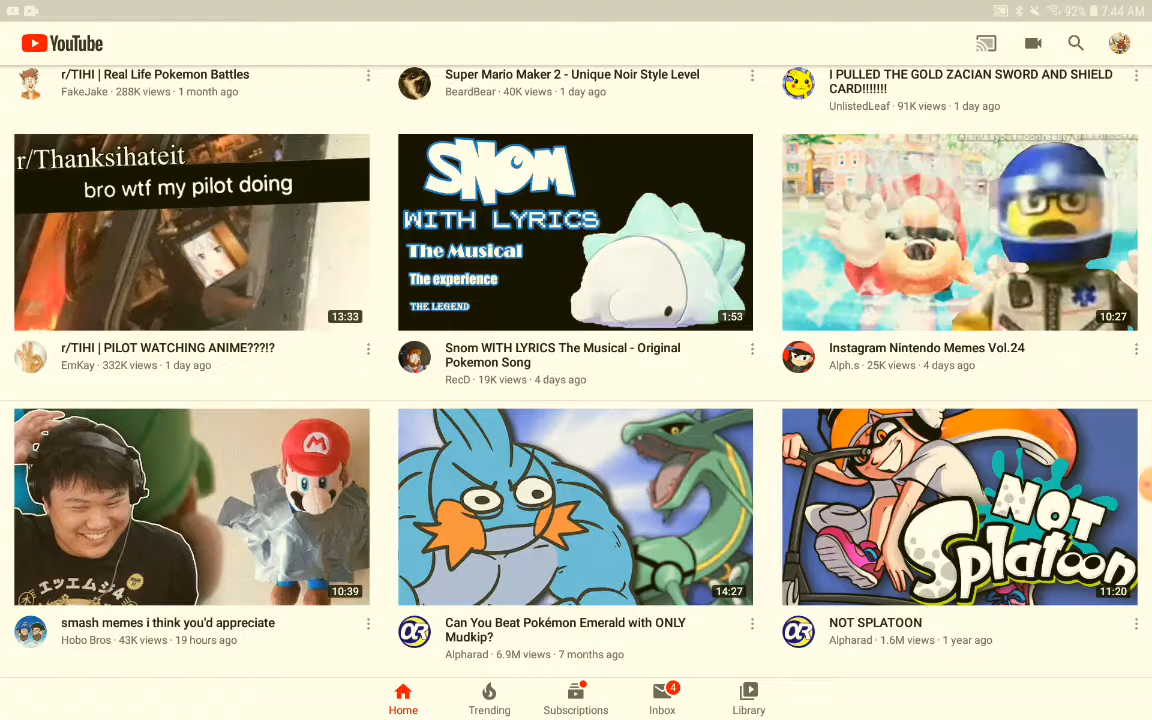 92% 7:44 AM
YouTube
r/TIHI | Real Life Pokemon Battles
FakeJake · 288K views · 1 month ago
Super Mario Maker 2 - Unique Noir Style Level
BeardBear · 40K views · 1 day ago
I PULLED THE GOLD ZACIAN SWORD AND SHIELD
CARD!!!!!!!
UnlistedLeaf · 91K views · 1 day ago
r/Thanksihateit
bro wtf my pilot doing
13:33
SNOM
WITH LYRICS
The Musical
The experience
THE LEGEND
1:53
10:27
r/TIHI | PILOT WATCHING ANIME???!?
EmKay · 332K views · 1 day ago
Snom WITH LYRICS The Musical - Original
Pokemon Song
RecD · 19K views · 4 days ago
Instagram Nintendo Memes Vol.24
Alph.s · 25K views · 4 days ago
M
エッエムジ4
10:39
14:27
NOT
Splatoon
11:20
smash memes i think you'd appreciate
Hobo Bros · 43K views · 19 hours ago
Can You Beat Pokémon Emerald with ONLY
Mudkip?
Alpharad · 6.9M views · 7 months ago
NOT SPLATOON
Alpharad · 1.6M views · 1 year ago
4
Home
Trending
Subscriptions
Inbox
Library